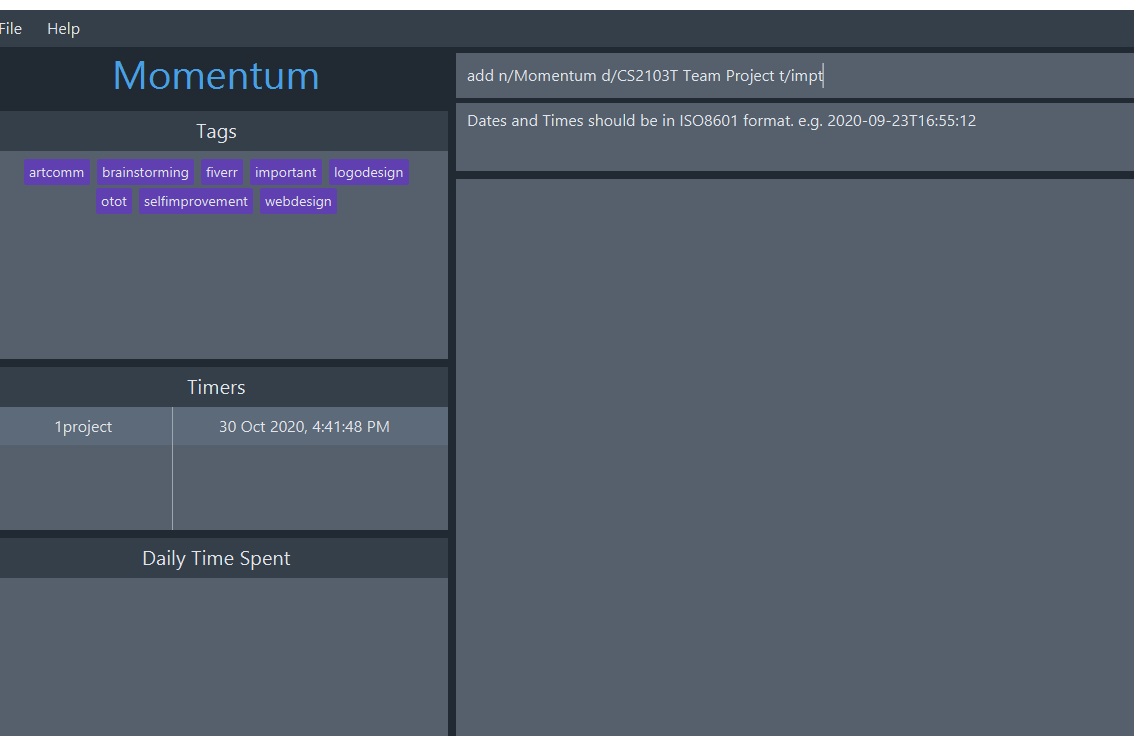 File Help
Momentum
add n/Momentum d/CS2103T Team Project t/impt
Dates and Times should be in ISO8601 format. e.g. 2020-09-23T16:55:12
Tags
artcomm brainstorming fiverr important logodesign
otot selfimprovement webdesign
Timers
1project 30 Oct 2020, 4:41:48 PM
Daily Time Spent